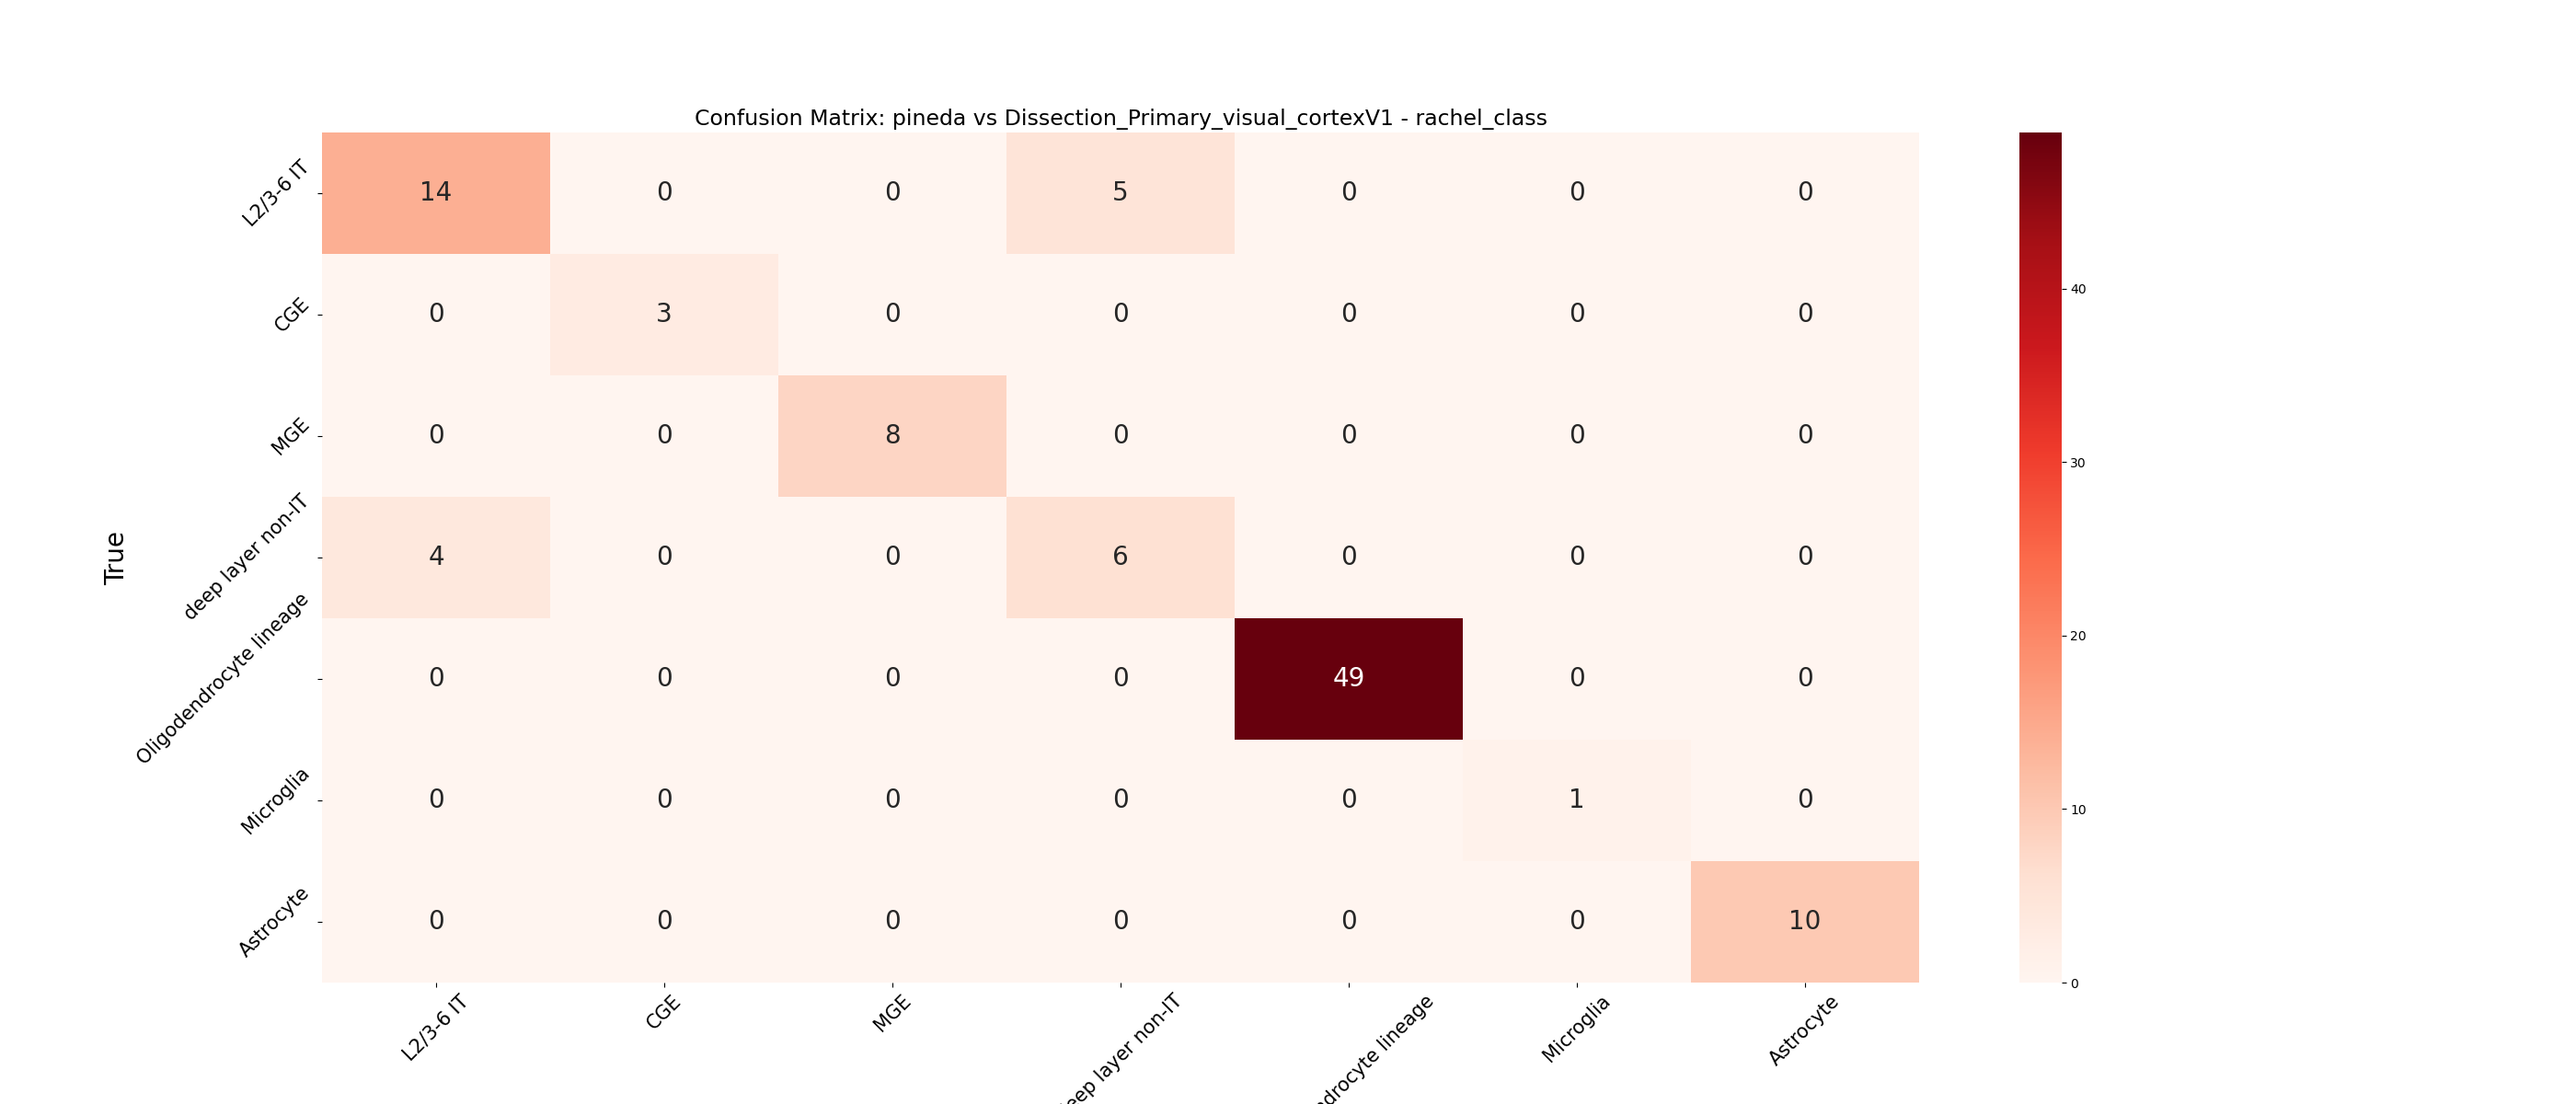 Confusion Matrix: pineda vs Dissection_Primary_visual_cortexV1 - rachel_class
L2/3-6 IT
14 0 0 5 0 0 0
CGE
0 3 0 0 0 0 0
MGE
0 0 8 0 0 0 0
deep layer non-IT
4 0 0 6 0 0 0
Oligodendrocyte lineage
0 0 0 0 49 0 0
Microglia
0 0 0 0 0 1 0
Astrocyte
0 0 0 0 0 0 10
True
L2/3-6 IT
CGE
MGE
layer non-IT
lineage
Microglia
Astrocyte
40
30
20
10
0